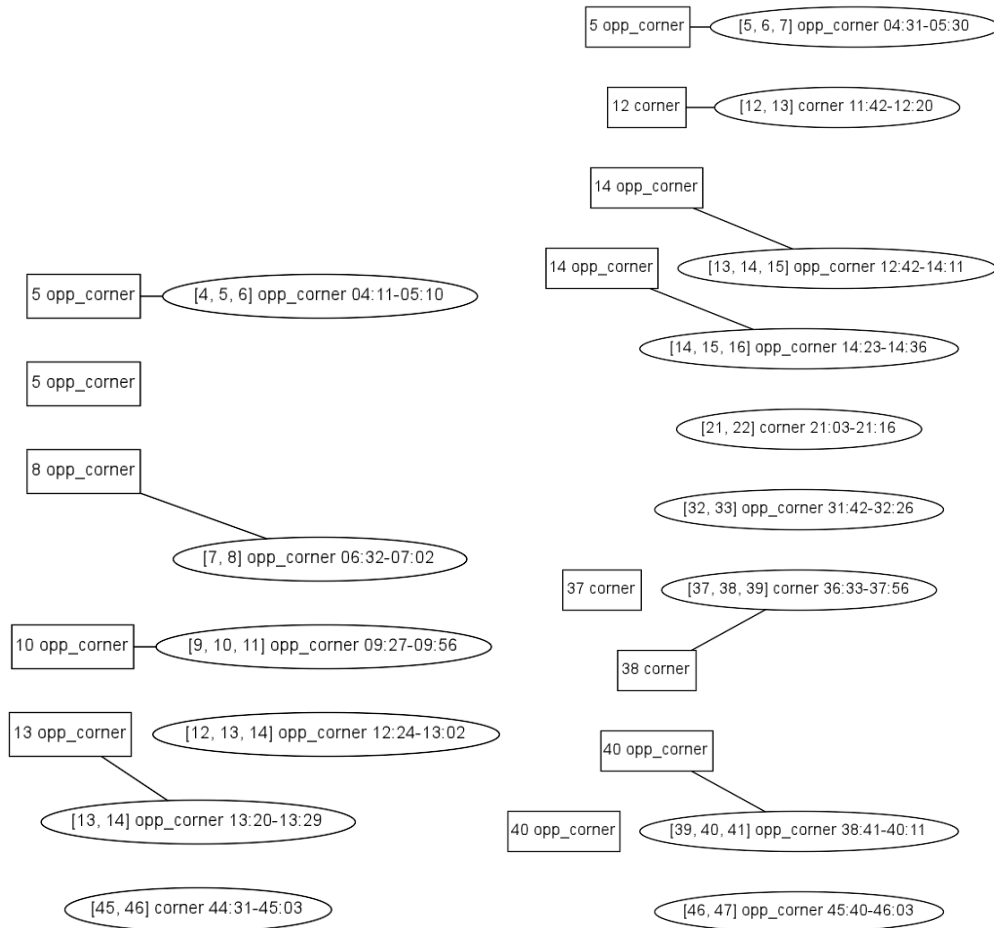 5 opp_corner
[4, 5, 6] opp_corner 04:11-05:10
5 opp_corner
8 opp_corner
[7, 8] opp_corner 06:32-07:02
10 opp_corner
[9, 10, 11] opp_corner 09:27-09:56
13 opp_corner
[12, 13, 14] opp_corner 12:24-13:02
[13, 14] opp_corner 13:20-13:29
[45, 46] corner 44:31-45:03
5 opp_corner
[5, 6, 7] opp_corner 04:31-05:30
12 corner
[12, 13] corner 11:42-12:20
14 opp_corner
14 opp_corner
[13, 14, 15] opp_corner 12:42-14:11
[14, 15, 16] opp_corner 14:23-14:36
[21, 22] corner 21:03-21:16
[32, 33] opp_corner 31:42-32:26
37 corner
[37, 38, 39] corner 36:33-37:56
38 corner
40 opp_corner
40 opp_corner
[39, 40, 41] opp_corner 38:41-40:11
[46, 47] opp_corner 45:40-46:03